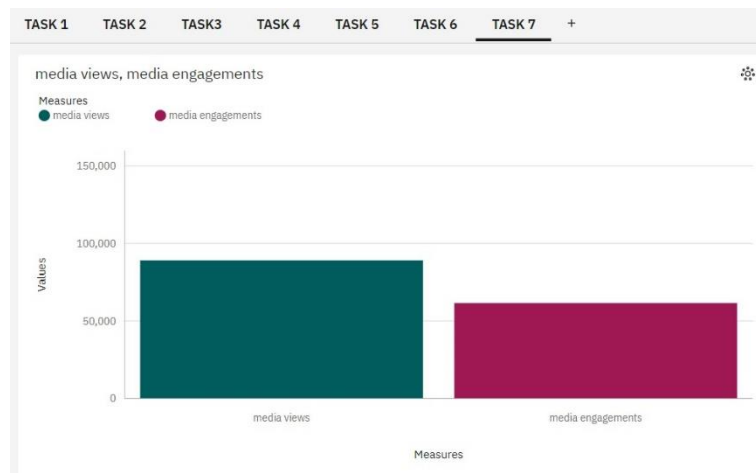 TASK 1 TASK 2 TASK3 TASK 4 TASK 5 TASK 6 TASK 7 +
media views, media engagements
Measures
media views media engagements
150,000
100,000
50,000
0
Values
media views media engagements
Measures